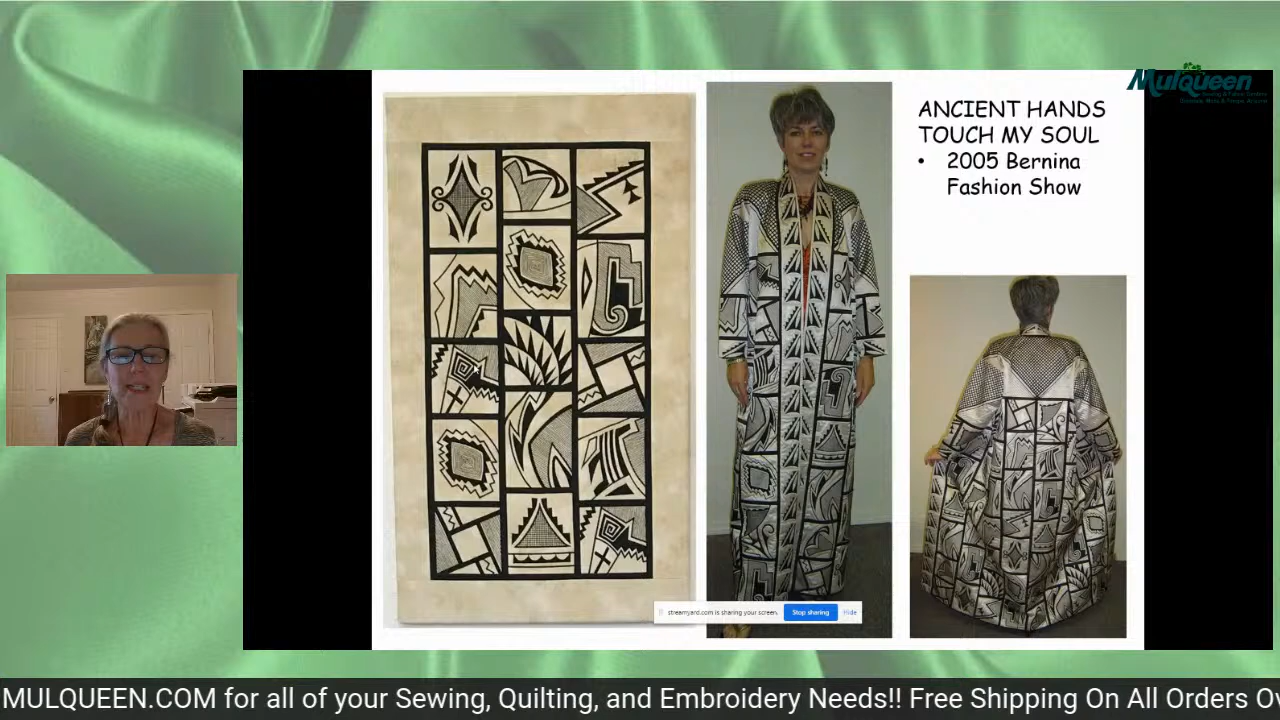 Mulqueen
ANCIENT HANDS
TOUCH MY SOUL
• 2005 Bernina
Fashion Show
streamyard.com is sharing your screen.
Stop sharing
Hide
MULQUEEN.COM for all of your Sewing, Quilting, and Embroidery Needs!! Free Shipping On All Orders